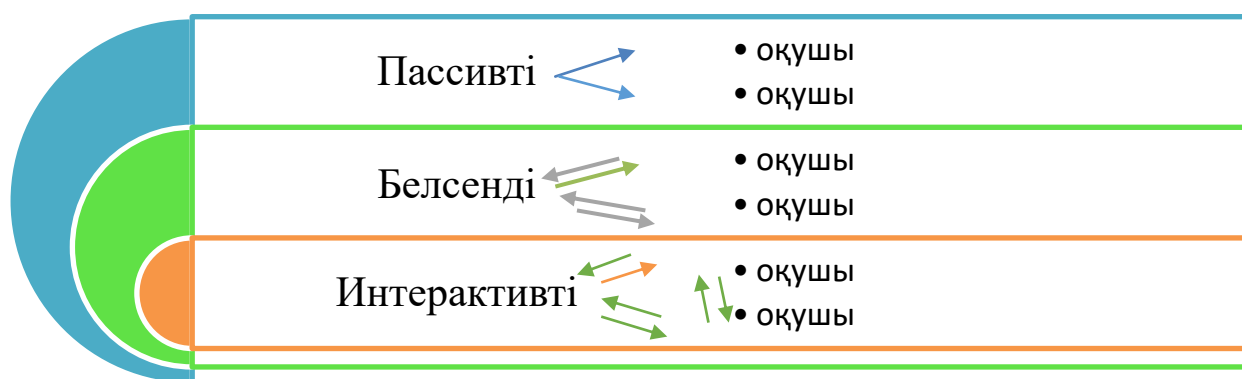 Пассивті
• оқушы
• оқушы
Белсенді
• оқушы
• оқушы
Интерактивті
• оқушы
• оқушы